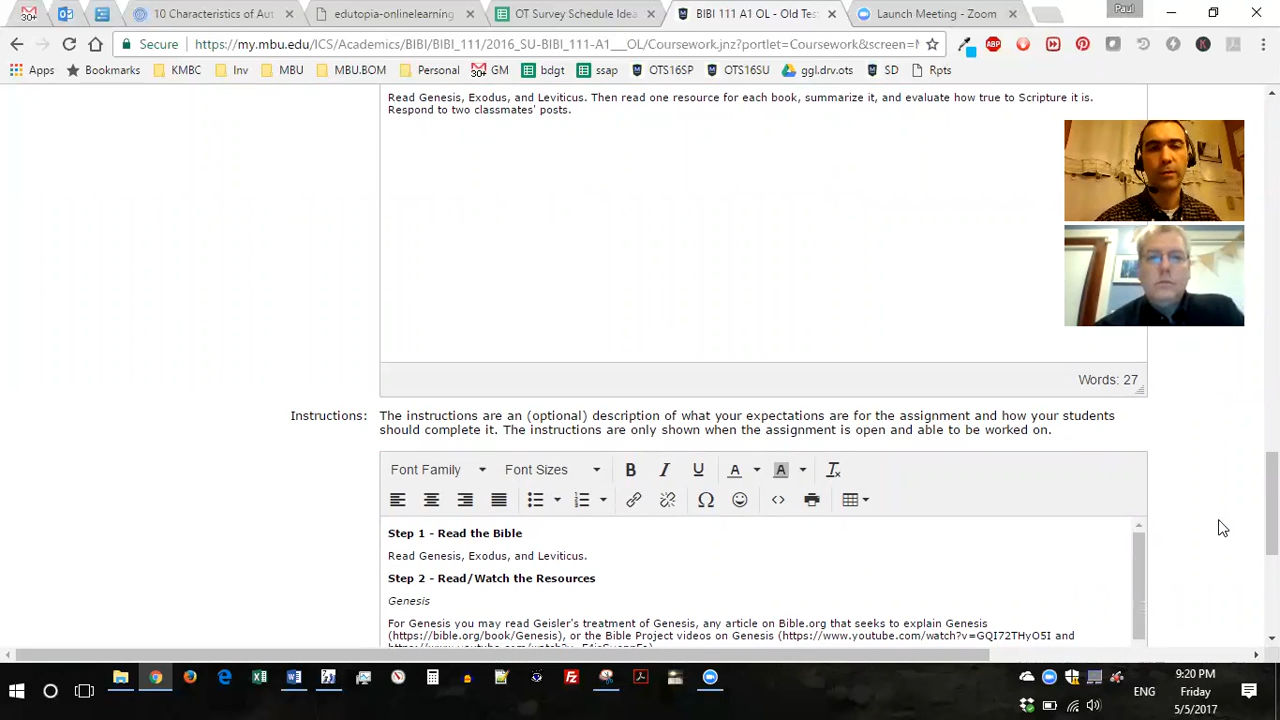 10 Characteristics of Aut
edutopia-onlinelearning
OT Survey Schedule Idea
BIBI 111 A1 OL - Old Test
Launch Meeting - Zoom
Paul
Secure
https://my.mbu.edu/ICS/Academics/BIBI/BIBI_111/2016_SU-BIBI_111-A1___OL/Coursework.jnz?portlet=Coursework&screen=
Apps
Bookmarks
KMBC
Inv
MBU
MBU.BOM
Personal
30+ GM
bdgt
ssap
OTS16SP
OTS16SU
ggl.drv.ots
SD
Rpts
Read Genesis, Exodus, and Leviticus. Then read one resource for each book, summarize it, and evaluate how true to Scripture it is.
Respond to two classmates' posts.
Words: 27
Instructions:
The instructions are an (optional) description of what your expectations are for the assignment and how your students
should complete it. The instructions are only shown when the assignment is open and able to be worked on.
Font Family
Font Sizes
Step 1 - Read the Bible
Read Genesis, Exodus, and Leviticus.
Step 2 - Read/Watch the Resources
Genesis
For Genesis you may read Geisler's treatment of Genesis, any article on Bible.org that seeks to explain Genesis
(https://bible.org/book/Genesis), or the Bible Project videos on Genesis (https://www.youtube.com/watch?v=GQI72THyO5I and
9:20 PM
ENG
Friday
5/5/2017